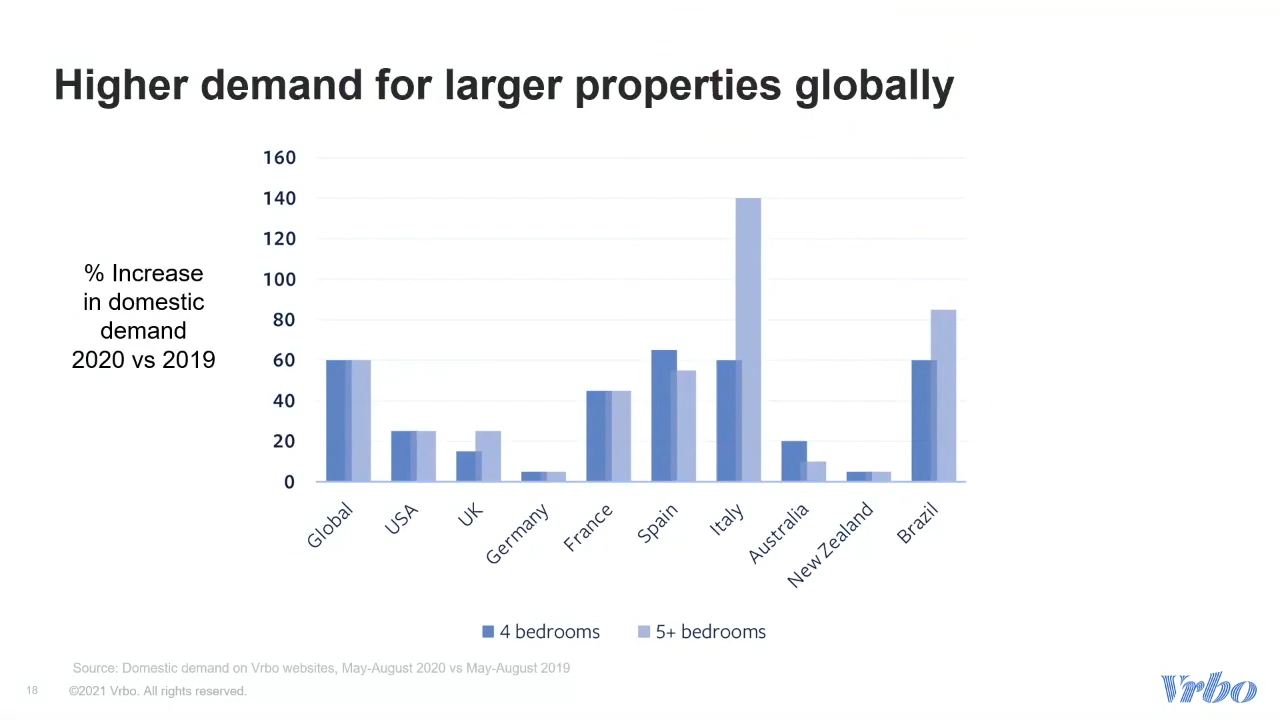 Higher demand for larger properties globally
% Increase
in domestic
demand
2020 vs 2019
160
140
120
100
80
60
40
20
0
Global
USA
UK
Germany
France
Spain
Italy
Australia
New Zealand
Brazil
4 bedrooms
5+ bedrooms
Source: Domestic demand on Vrbo websites, May-August 2020 vs May-August 2019
18
©2021 Vrbo. All rights reserved.
Vrbo